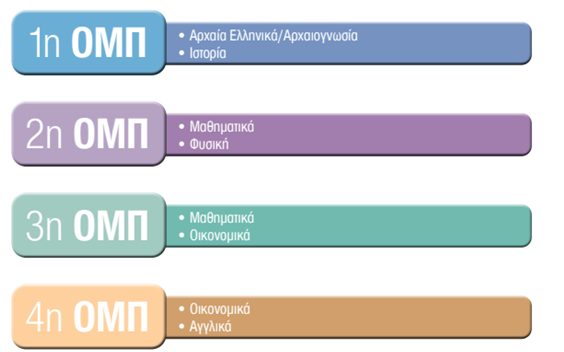 1η ΟΜΠ
• Αρχαία Ελληνικά/Αρχαιογνωσία
• Ιστορία
2η ΟΜΠ
• Μαθηματικά
• Φυσική
3η ΟΜΠ
• Μαθηματικά
• Οικονομικά
4η ΟΜΠ
• Οικονομικά
• Αγγλικά